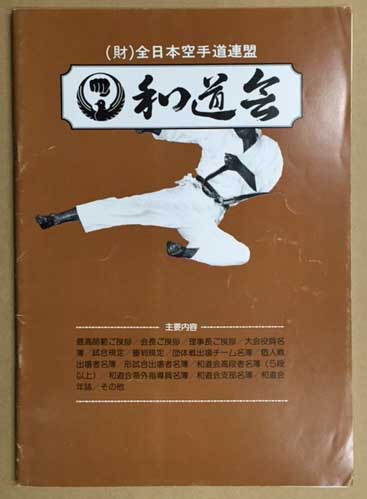 (財)全日本空手道連盟
和道会
主要内容
最高師範ご挨拶／会長ご挨拶／理事長ご挨拶／大会役員名
簿／試合規定／審判規定／団体戦出場チーム名簿／個人戦
出場者名簿／形試合出場者名簿／和道会高段者名簿（5段
以上）／和道会海外指導員名簿／和道会支部名簿／和道会
年誌／その他